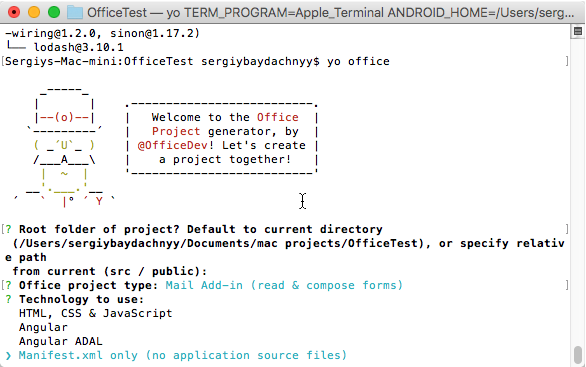 OfficeTest — yo TERM_PROGRAM=Apple_Terminal ANDROID_HOME=/Users/serg...
-wiring@1.2.0, sinon@1.17.2)
└── lodash@3.10.1
[Sergiys-Mac-mini:OfficeTest sergiybaydachnyy$ yo office ]
     _-----_
    |       |    .--------------------------.
    |--(o)--|    |  Welcome to the Office   |
   `---------´   |   Project generator, by  |
    ( _´U`_ )    | @OfficeDev! Let's create |
    /___A___\    |    a project together!   |
     |  ~  |     '--------------------------'
   __'.___.'__
 ´   `  |° ´ Y `
[? Root folder of project? Default to current directory ]
(/Users/sergiybaydachnyy/Documents/mac projects/OfficeTest), or specify relativ
e path
from current (src / public):
[? Office project type: Mail Add-in (read & compose forms) ]
? Technology to use:
HTML, CSS & JavaScript
Angular
Angular ADAL
❯ Manifest.xml only (no application source files)